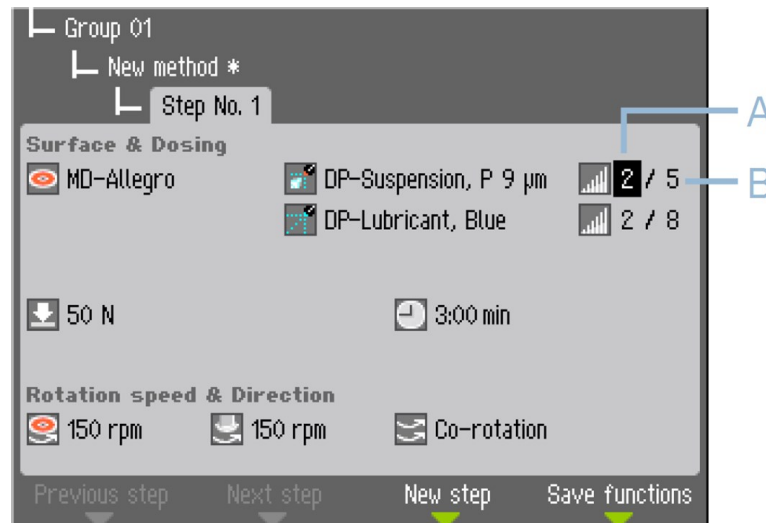 Group 01
New method *
Step No. 1
A
Surface & Dosing
MD-Allegro DP-Suspension, P 9 µm 2 / 5
B
DP-Lubricant, Blue 2 / 8
50 N 3:00 min
Rotation speed & Direction
150 rpm 150 rpm Co-rotation
Previous step Next step New step Save functions